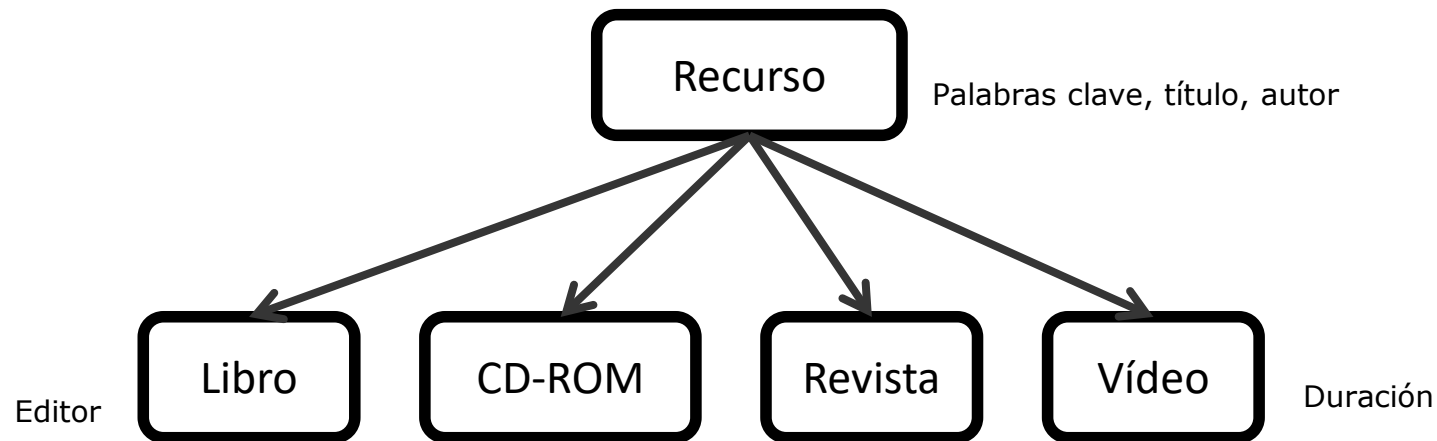 Recurso
Palabras clave, título, autor
Libro
CD-ROM
Revista
Vídeo
Editor
Duración